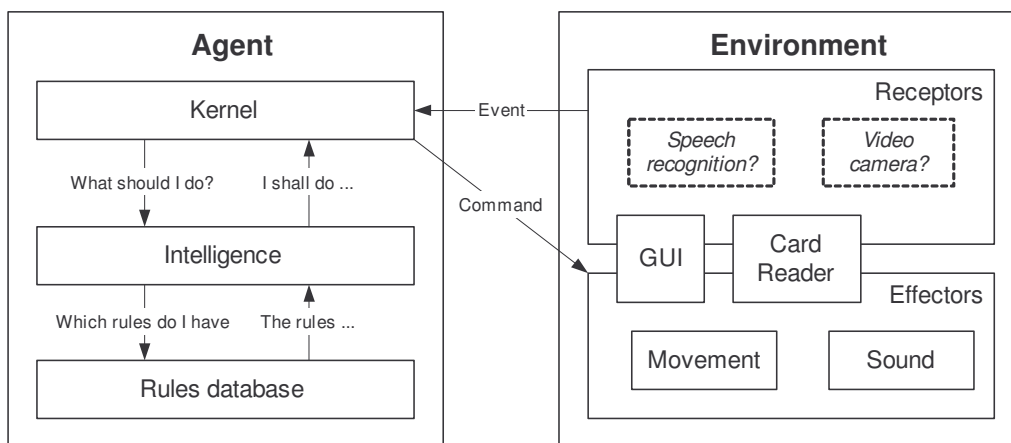 Agent
Kernel
What should I do?
I shall do ...
Intelligence
Which rules do I have
The rules ...
Rules database
Event
Command
Environment
Receptors
Speech
recognition?
Video
camera?
GUI
Card
Reader
Effectors
Movement
Sound